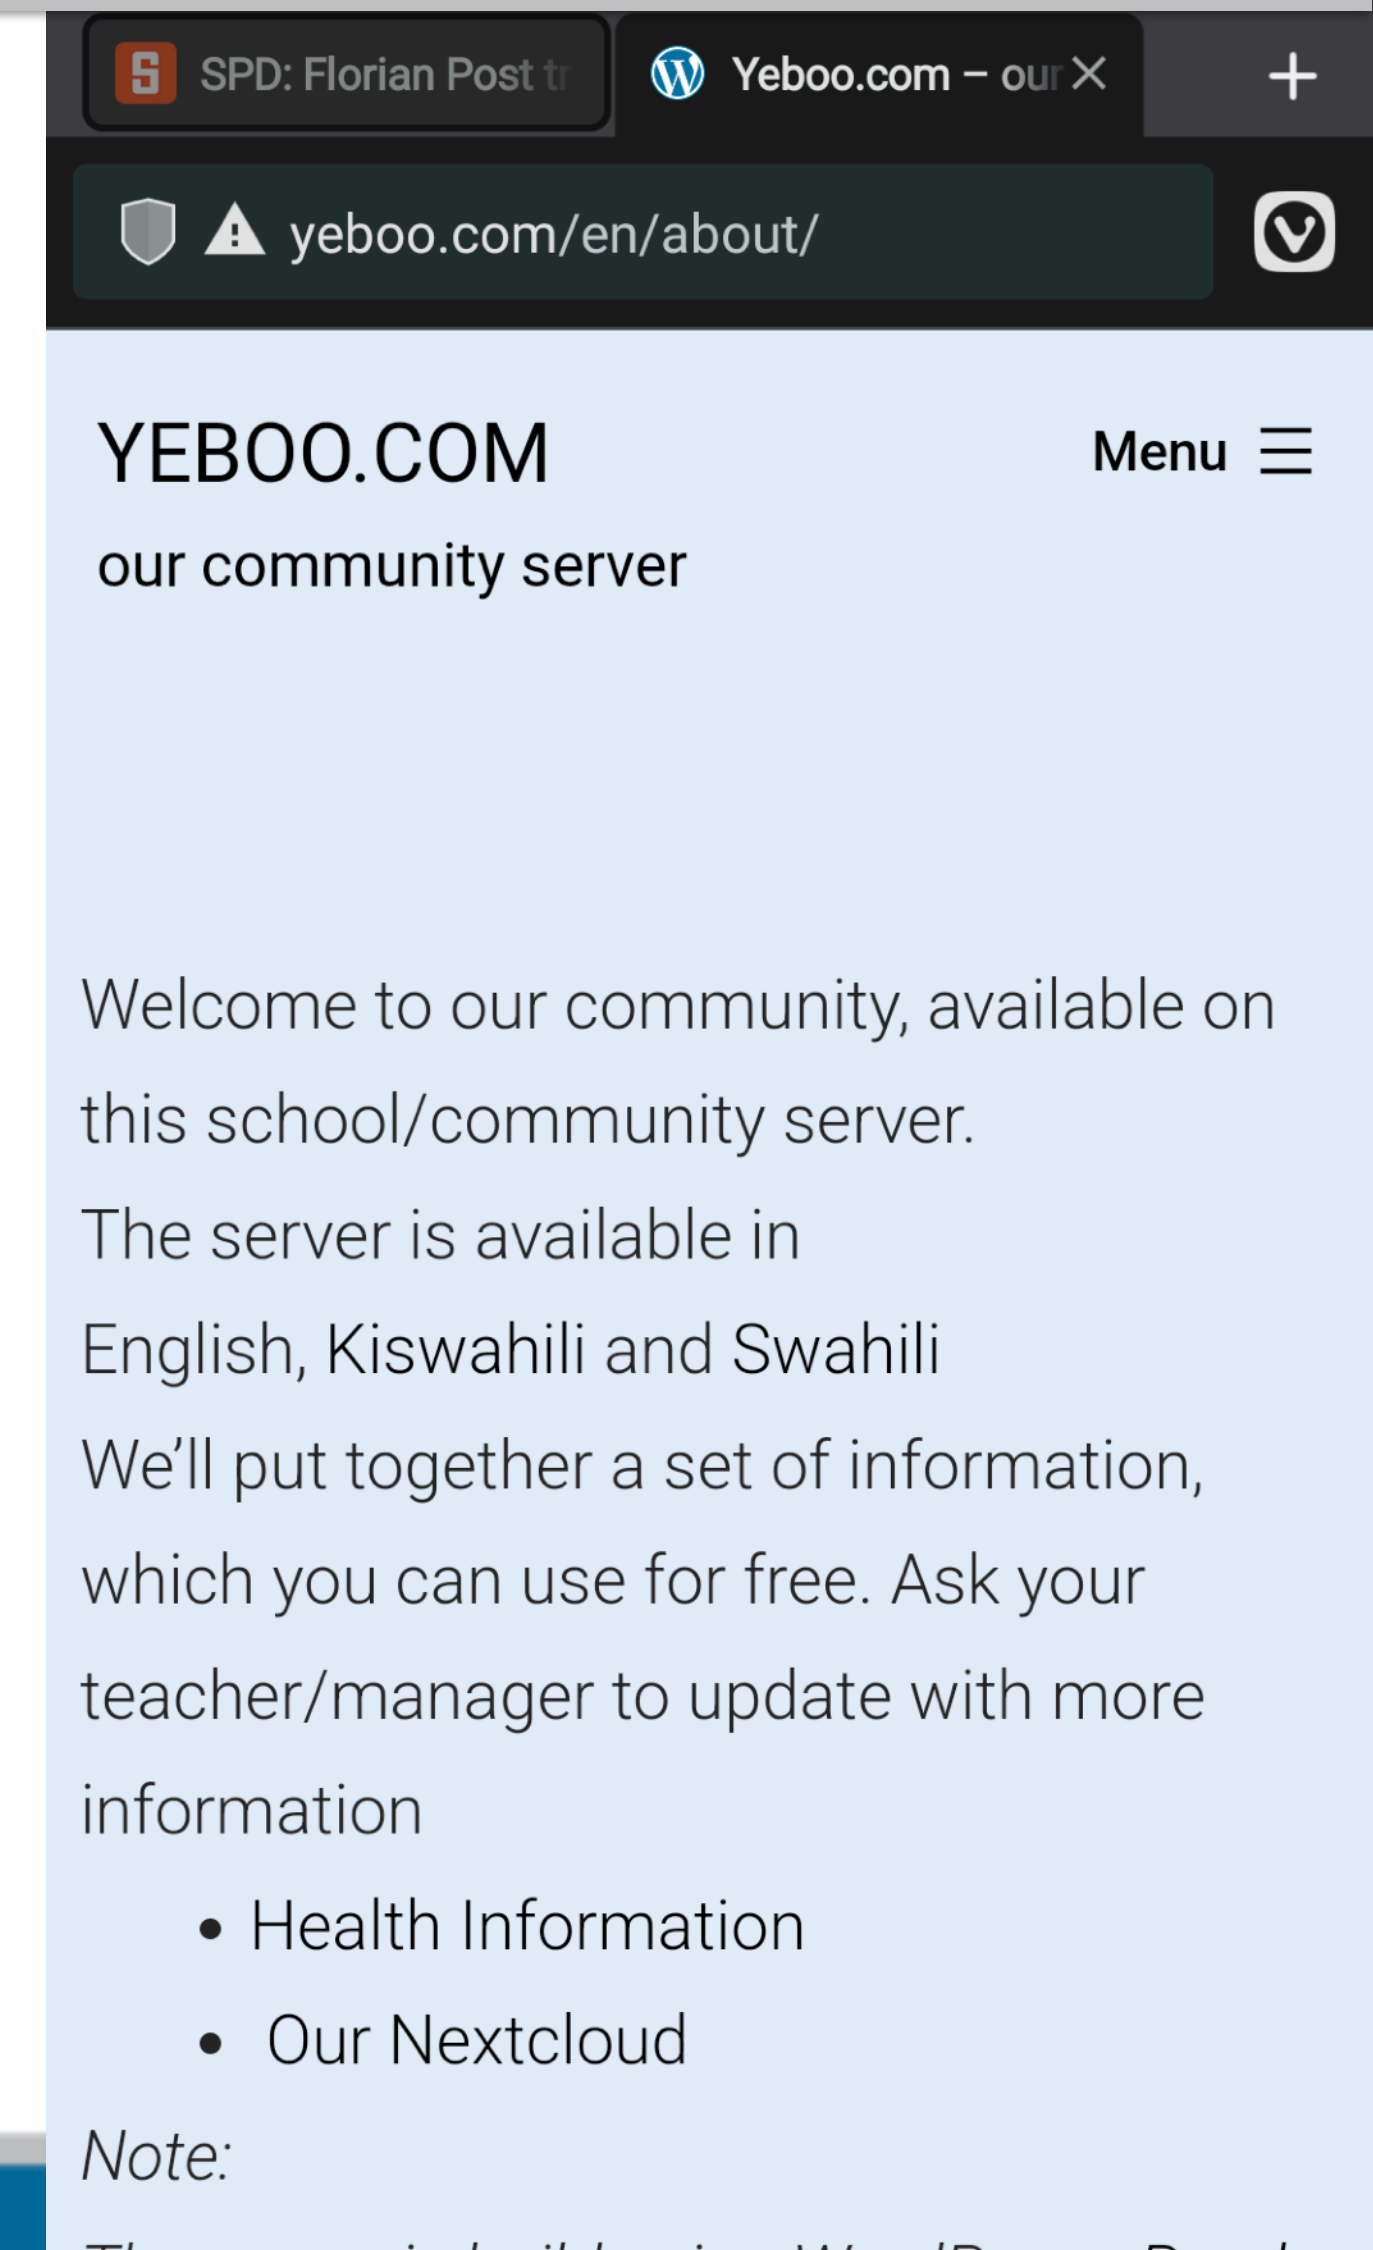 SPD: Florian Post
Yeboo.com – our
yeboo.com/en/about/
YEBOO.COM
Menu
our community server
Welcome to our community, available on
this school/community server.
The server is available in
English, Kiswahili and Swahili
We’ll put together a set of information,
which you can use for free. Ask your
teacher/manager to update with more
information
• Health Information
• Our Nextcloud
Note: